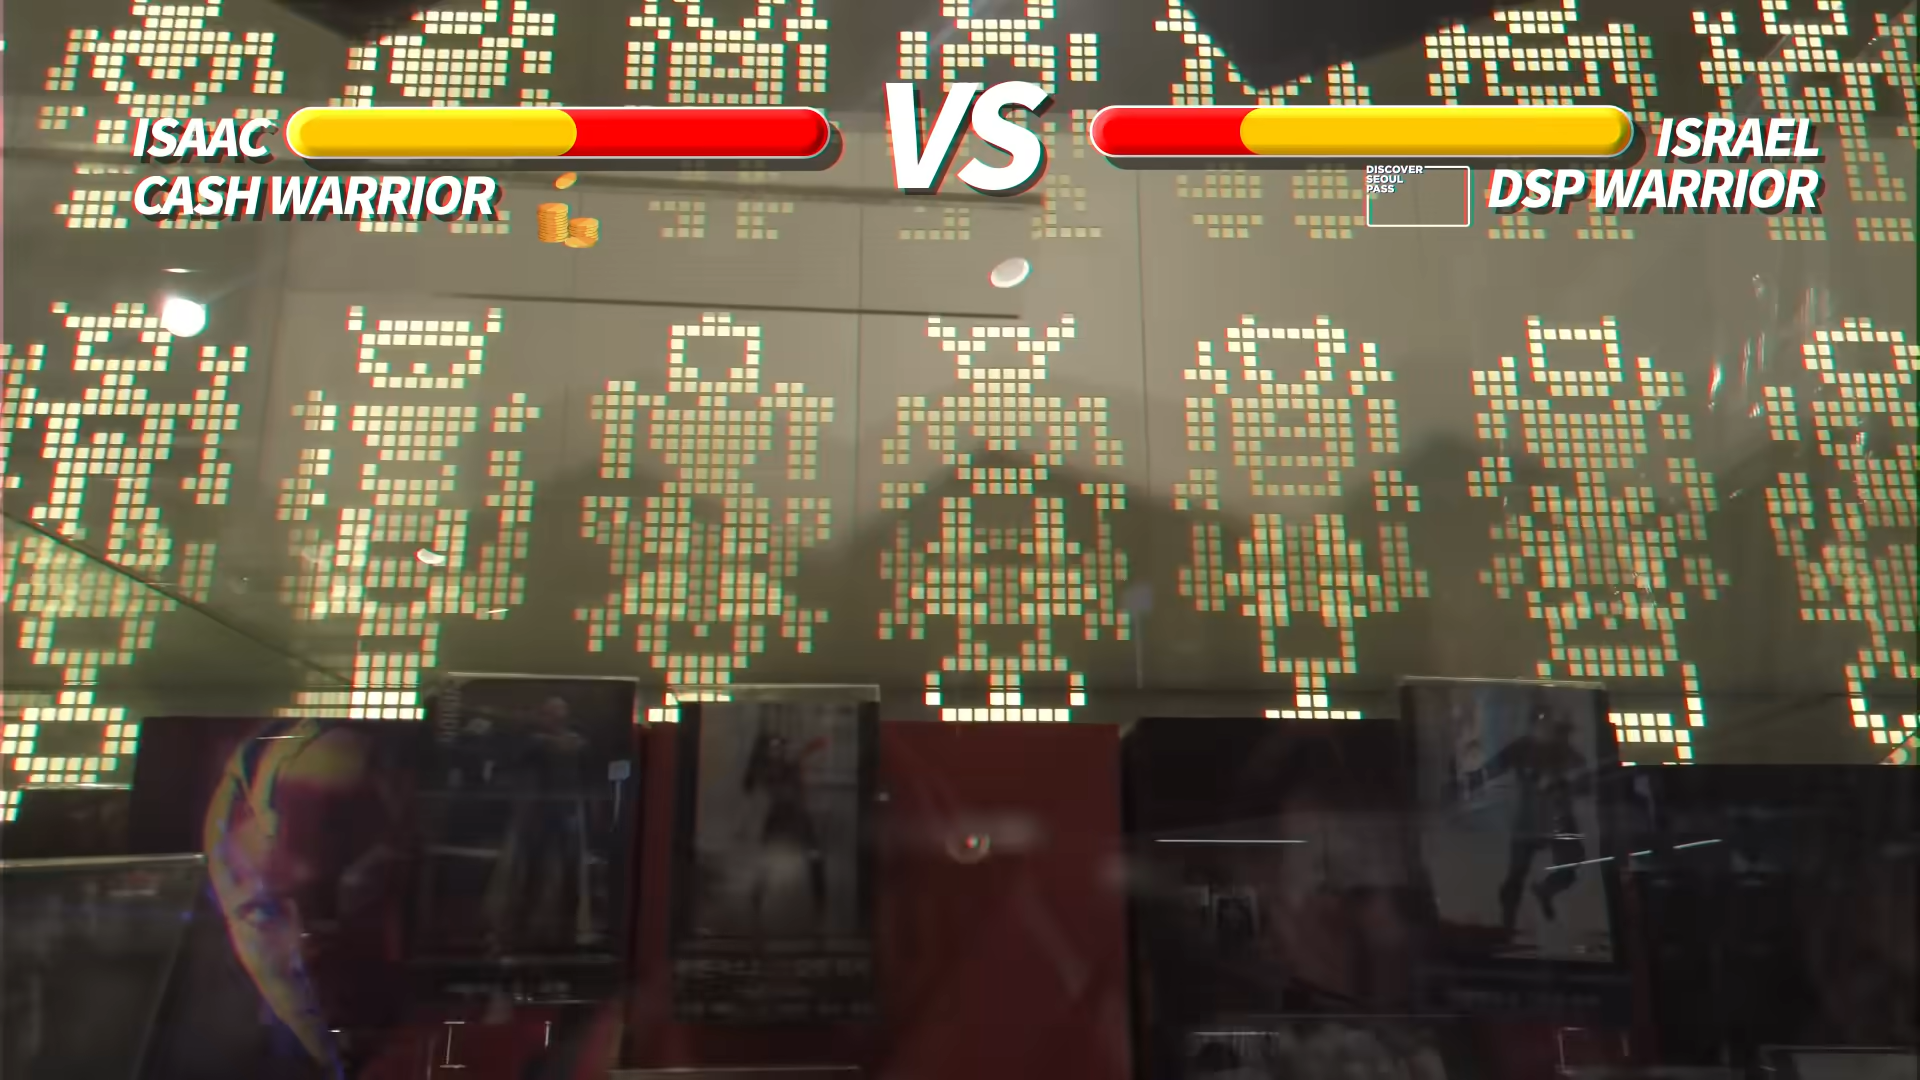 ISAAC
CASH WARRIOR
VS
ISRAEL
DSP WARRIOR
DISCOVER
SEOUL
PASS